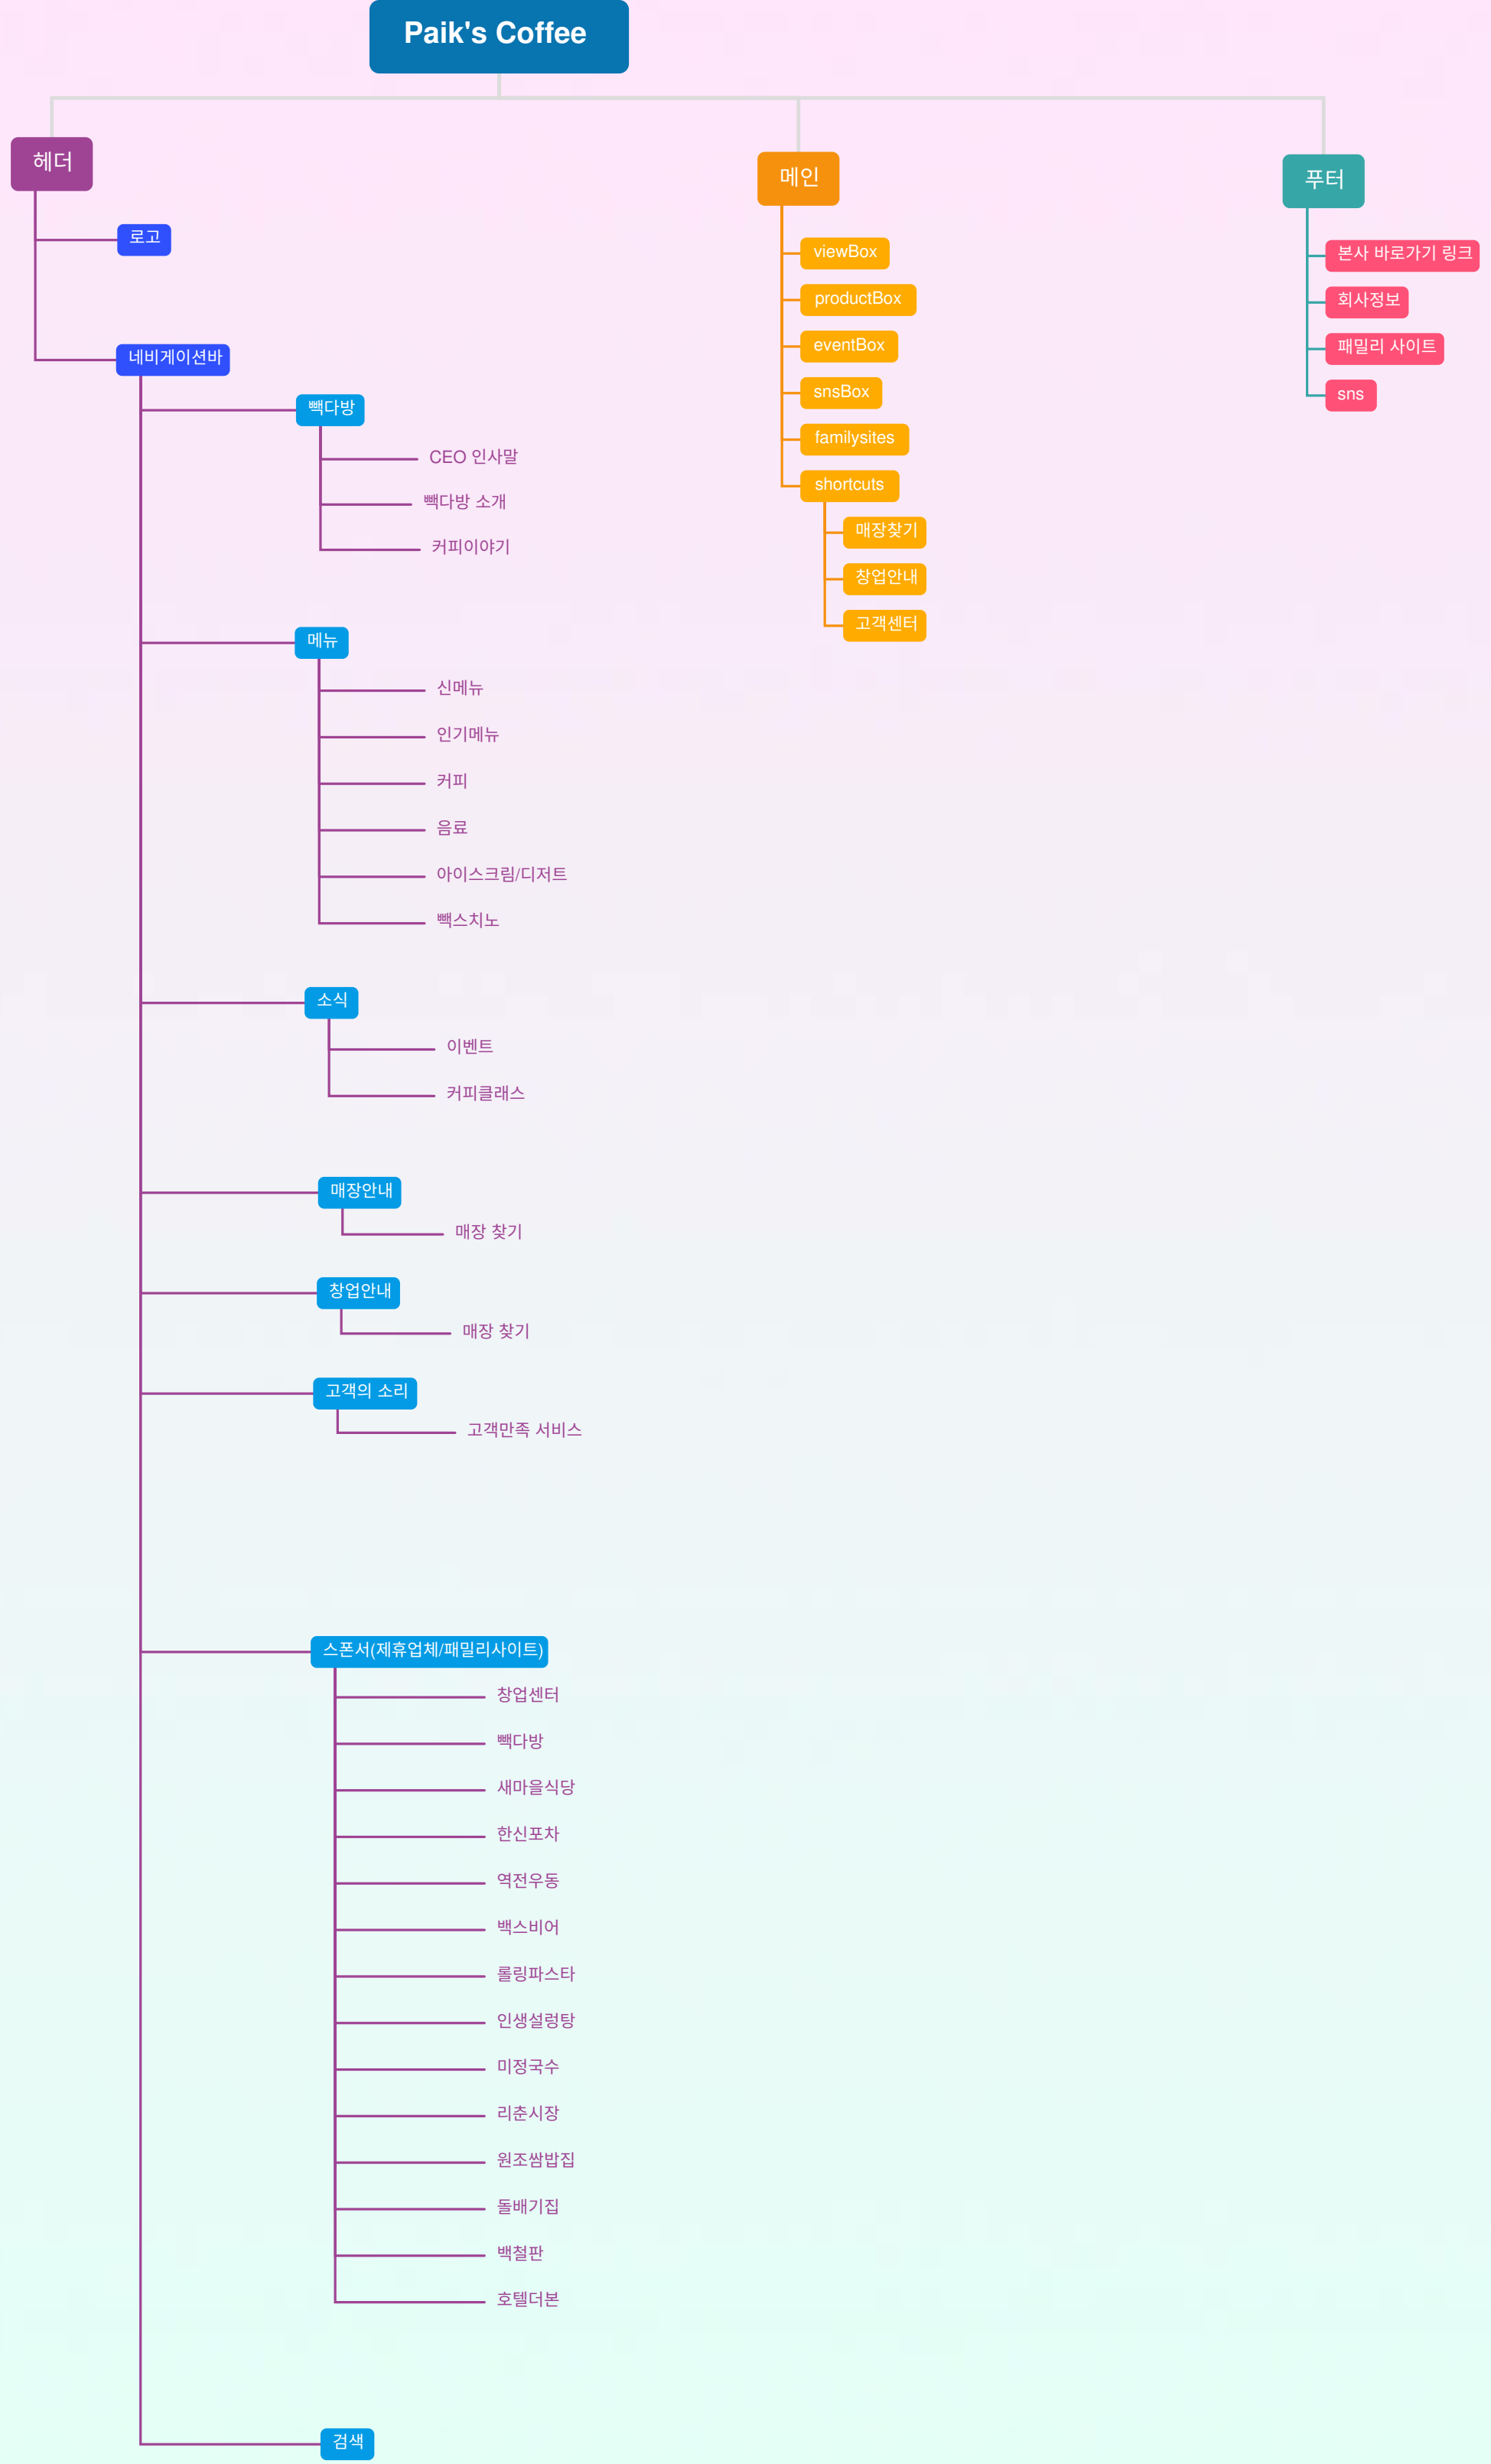 Paik's Coffee
헤더
로고
네비게이션바
빽다방
CEO 인사말
빽다방 소개
커피이야기
메뉴
신메뉴
인기메뉴
커피
음료
아이스크림/디저트
빽스치노
소식
이벤트
커피클래스
매장안내
매장 찾기
창업안내
매장 찾기
고객의 소리
고객만족 서비스
스폰서(제휴업체/패밀리사이트)
창업센터
빽다방
새마을식당
한신포차
역전우동
백스비어
롤링파스타
인생설렁탕
미정국수
리춘시장
원조쌈밥집
돌배기집
백철판
호텔더본
검색
메인
viewBox
productBox
eventBox
snsBox
familysites
shortcuts
매장찾기
창업안내
고객센터
푸터
본사 바로가기 링크
회사정보
패밀리 사이트
sns